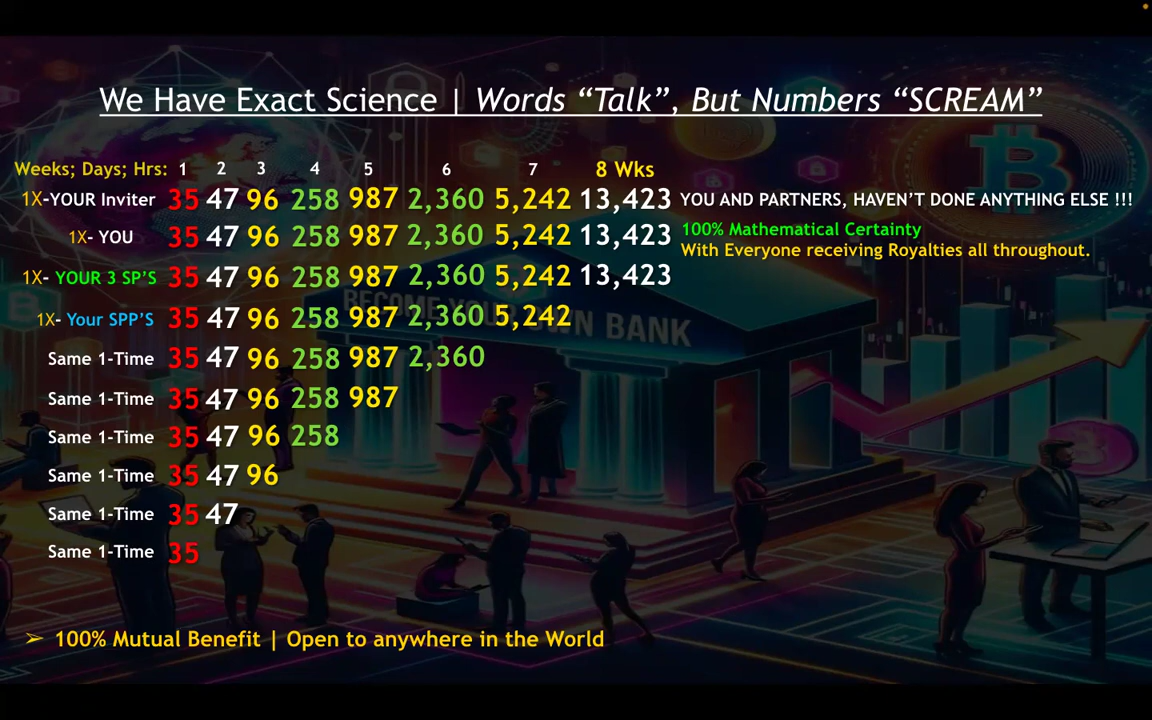 We Have Exact Science | Words “Talk”, But Numbers “SCREAM”
Weeks; Days; Hrs: 1 2 3 4 5 6 7 8 Wks
1X-YOUR Inviter 35 47 96 258 987 2,360 5,242 13,423 YOU AND PARTNERS, HAVEN’T DONE ANYTHING ELSE !!!
1X- YOU 35 47 96 258 987 2,360 5,242 13,423 100% Mathematical Certainty
With Everyone receiving Royalties all throughout.
1X- YOUR 3 SP’S 35 47 96 258 987 2,360 5,242 13,423
BECOME YOUR OWN BANK
1X- Your SPP’S 35 47 96 258 987 2,360 5,242
Same 1-Time 35 47 96 258 987 2,360
Same 1-Time 35 47 96 258 987
Same 1-Time 35 47 96 258
Same 1-Time 35 47 96
Same 1-Time 35 47
Same 1-Time 35
➢ 100% Mutual Benefit | Open to anywhere in the World